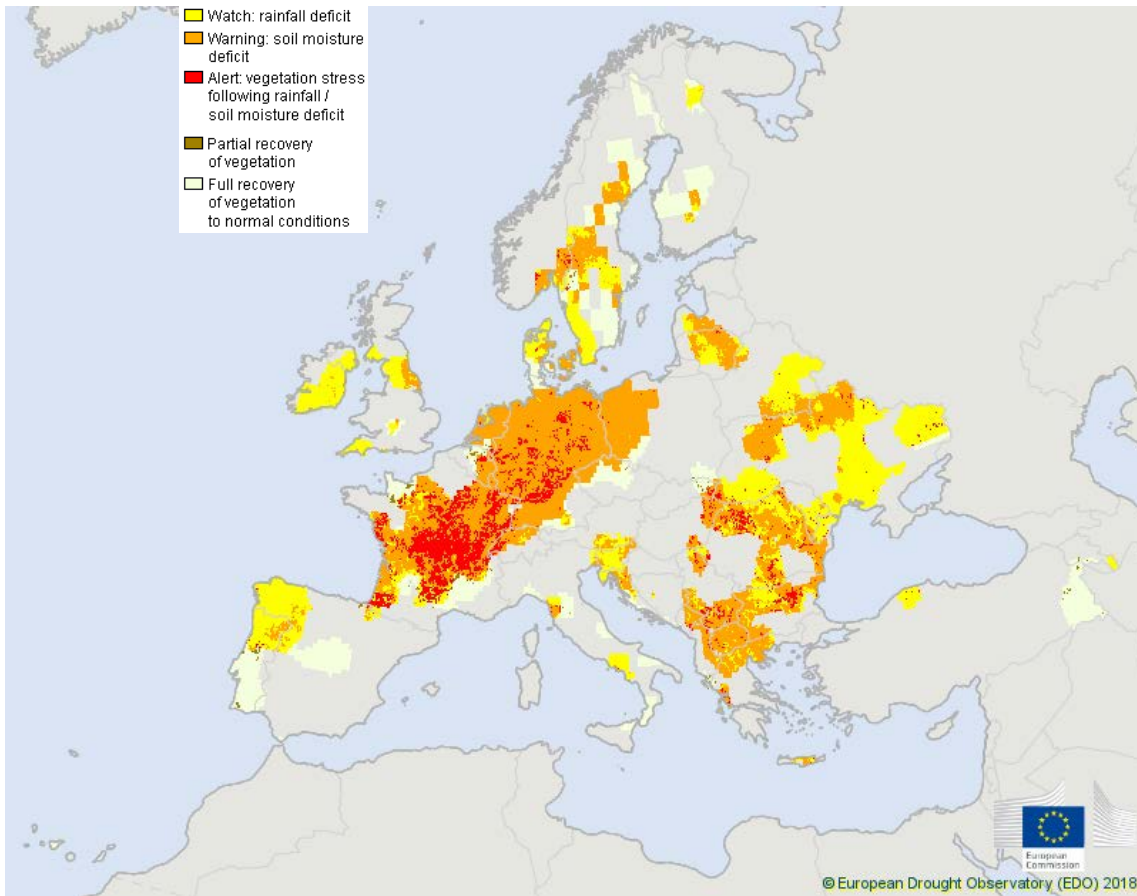 Watch: rainfall deficit
Warning: soil moisture
deficit
Alert: vegetation stress
following rainfall /
soil moisture deficit
Partial recovery
of vegetation
Full recovery
of vegetation
to normal conditions
European
Commission
© European Drought Observatory (EDO) 2018